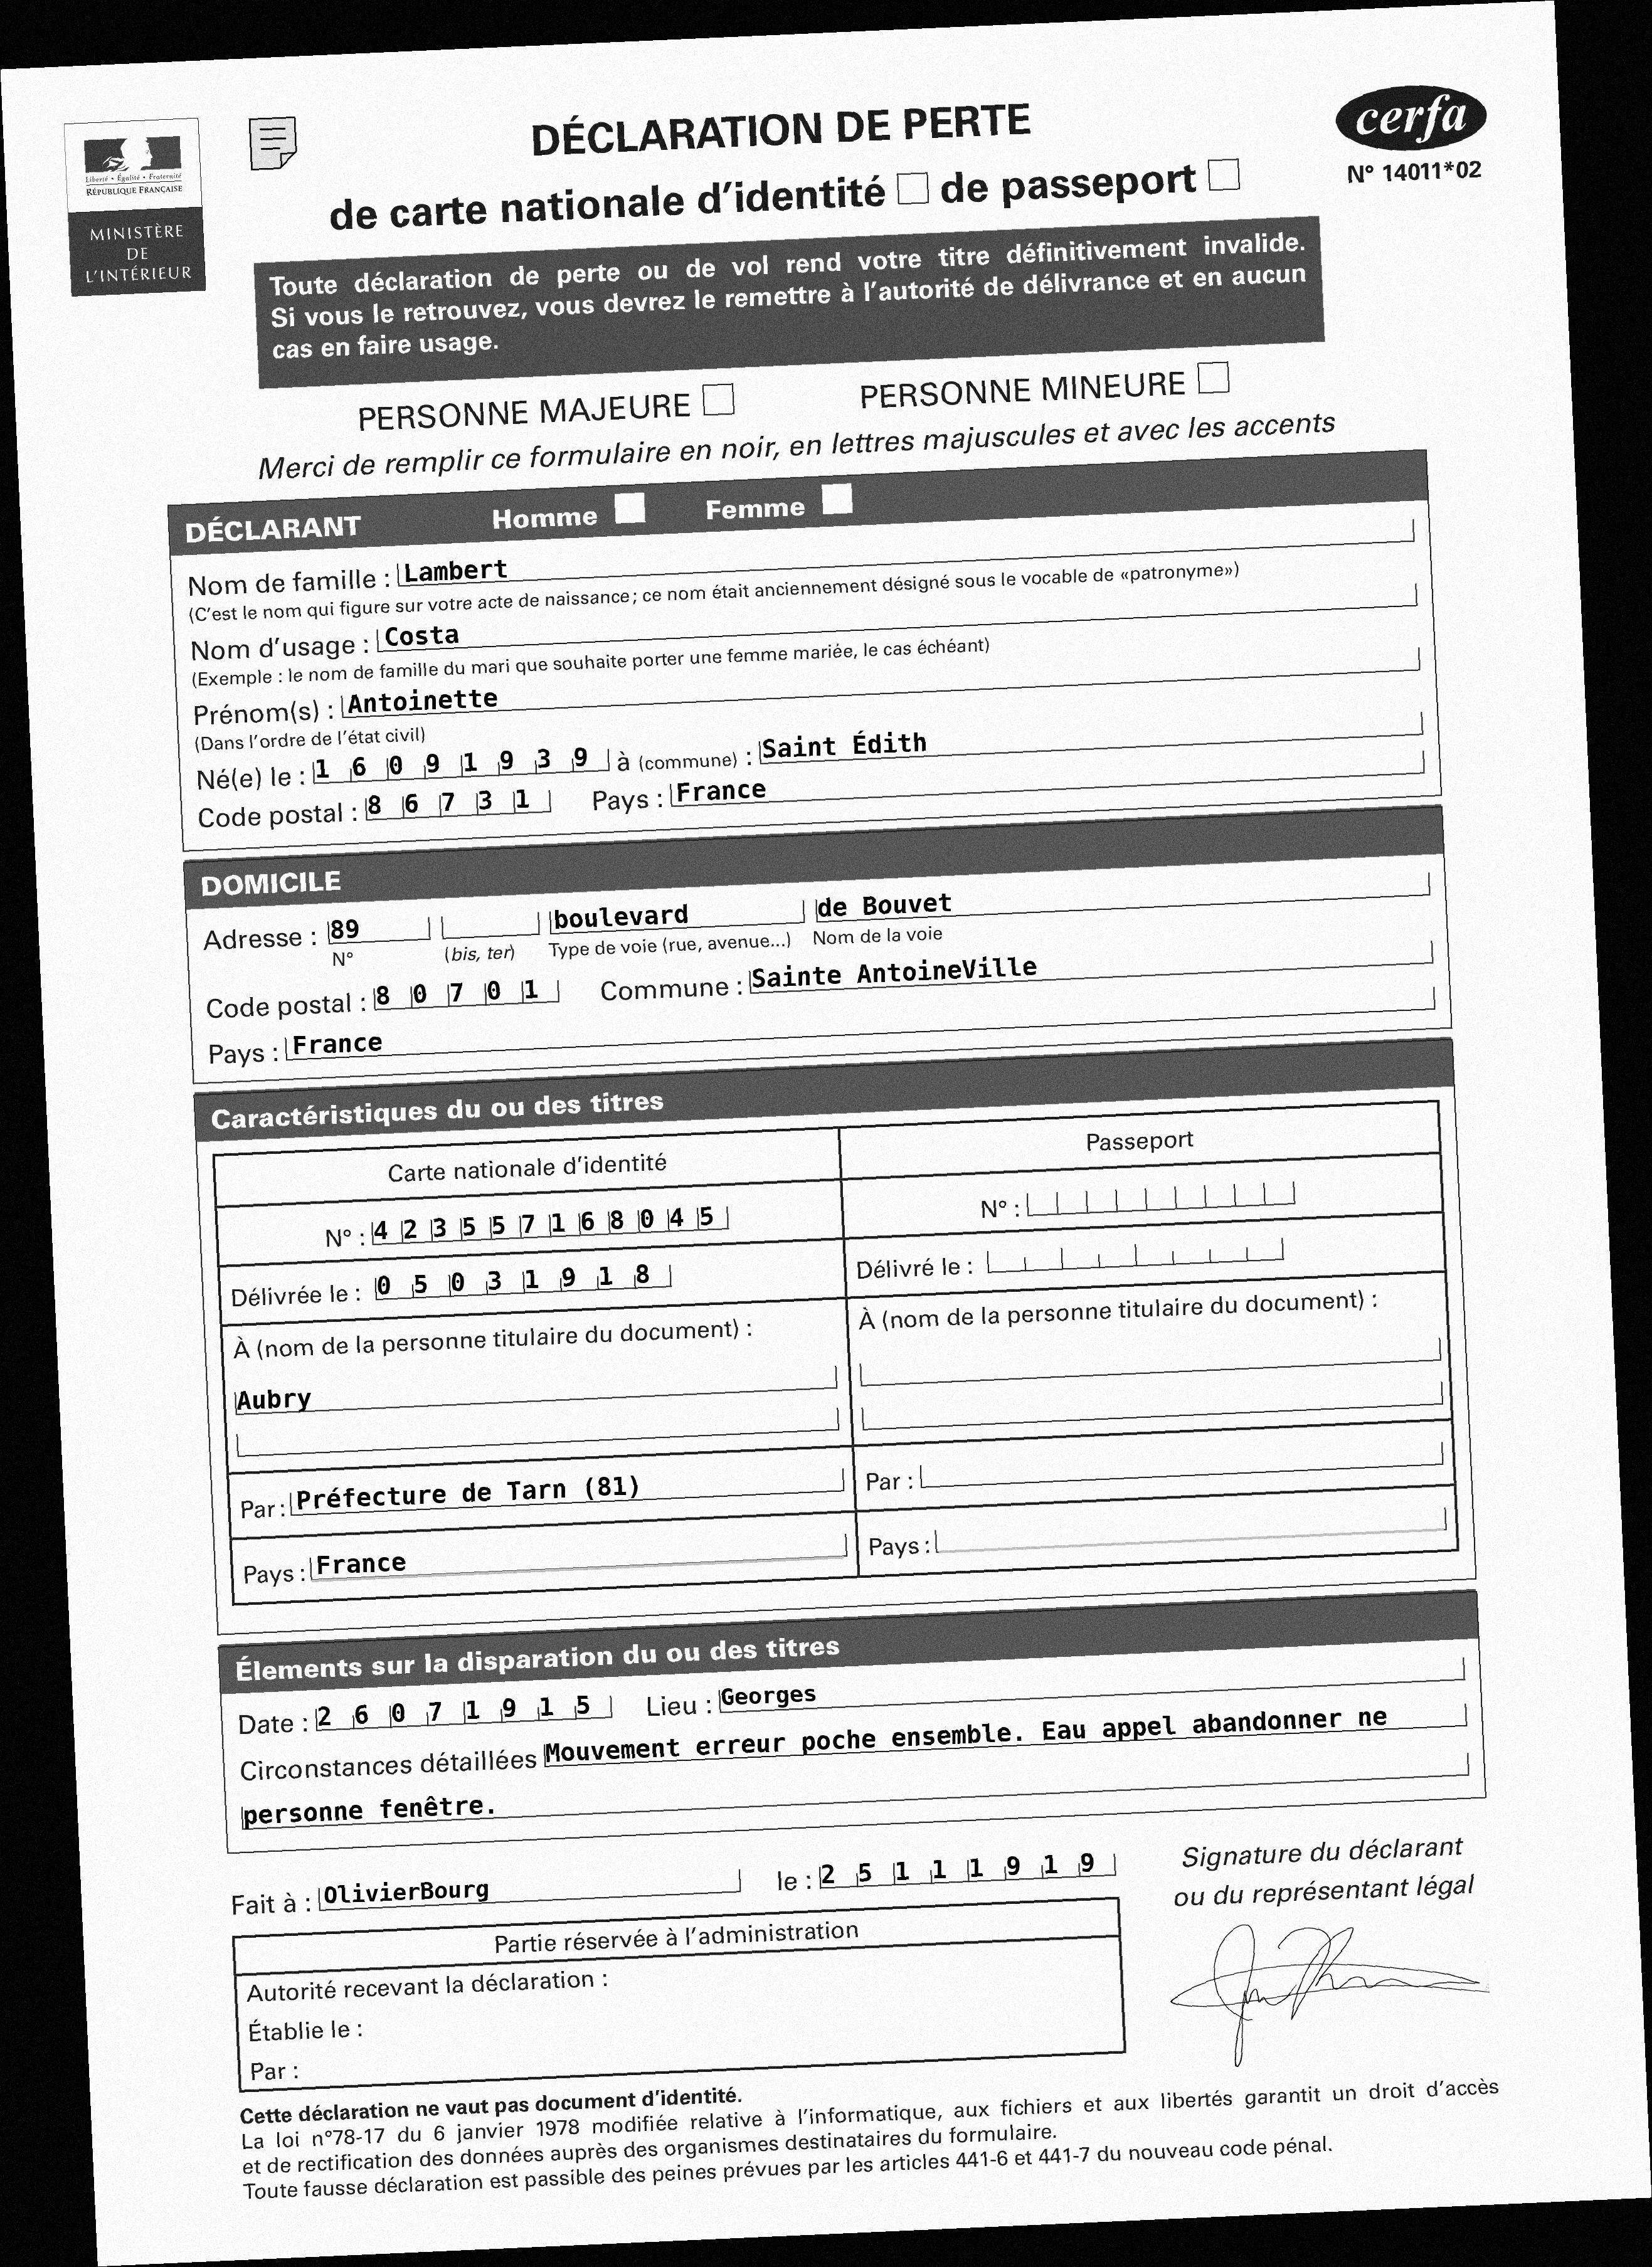 Liberté • Égalité • Fraternité
RÉPUBLIQUE FRANÇAISE
MINISTÈRE
DE
L'INTÉRIEUR
DÉCLARATION DE PERTE
de carte nationale d'identité de passeport
cerfa
N° 14011*02
Toute déclaration de perte ou de vol rend votre titre définitivement invalide.
Si vous le retrouvez, vous devrez le remettre à l'autorité de délivrance et en aucun
cas en faire usage.
PERSONNE MAJEURE PERSONNE MINEURE
Merci de remplir ce formulaire en noir, en lettres majuscules et avec les accents
DÉCLARANT Homme Femme
Nom de famille : Lambert
(C'est le nom qui figure sur votre acte de naissance; ce nom était anciennement désigné sous le vocable de «patronyme»)
Nom d'usage : Costa
(Exemple : le nom de famille du mari que souhaite porter une femme mariée, le cas échéant)
Prénom(s) : Antoinette
(Dans l'ordre de l'état civil)
Né(e) le : 1 6 0 9 1 9 3 9 à (commune) : Saint Édith
Code postal : 8 6 7 3 1 Pays : France
DOMICILE
Adresse : 89 boulevard de Bouvet
N° (bis, ter) Type de voie (rue, avenue...) Nom de la voie
Code postal : 8 0 7 0 1 Commune : Sainte AntoineVille
Pays : France
Caractéristiques du ou des titres
Carte nationale d'identité Passeport
N° : 4 2 3 5 5 7 1 6 8 0 4 5 N° :
Délivrée le : 0 5 0 3 1 9 1 8 Délivré le :
À (nom de la personne titulaire du document) : À (nom de la personne titulaire du document) :
Aubry
Par : Préfecture de Tarn (81) Par :
Pays : France Pays :
Élements sur la disparation du ou des titres
Date : 2 6 0 7 1 9 1 5 Lieu : Georges
Circonstances détaillées Mouvement erreur poche ensemble. Eau appel abandonner ne
personne fenêtre.
Fait à : OlivierBourg le : 2 5 1 1 1 9 1 9
Signature du déclarant
ou du représentant légal
Partie réservée à l'administration
Autorité recevant la déclaration :
Établie le :
Par :
Cette déclaration ne vaut pas document d'identité.
La loi n°78-17 du 6 janvier 1978 modifiée relative à l'informatique, aux fichiers et aux libertés garantit un droit d'accès
et de rectification des données auprès des organismes destinataires du formulaire.
Toute fausse déclaration est passible des peines prévues par les articles 441-6 et 441-7 du nouveau code pénal.